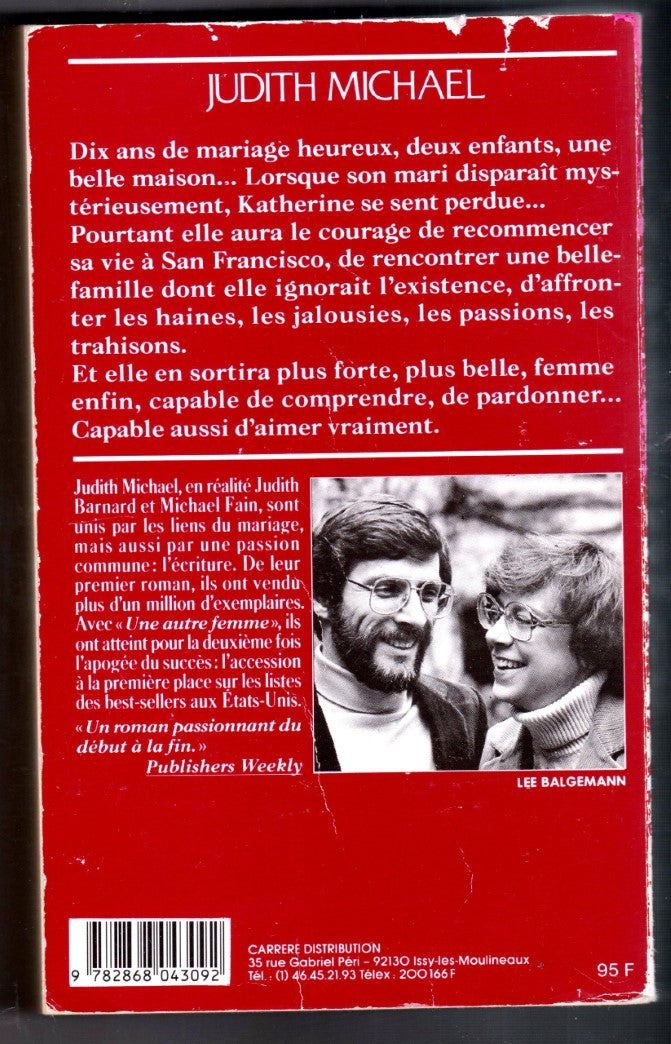 JUDITH MICHAEL
Dix ans de mariage heureux, deux enfants, une
belle maison... Lorsque son mari disparaît mys-
térieusement, Katherine se sent perdue...
Pourtant elle aura le courage de recommencer
sa vie à San Francisco, de rencontrer une belle-
famille dont elle ignorait l'existence, d'affron-
ter les haines, les jalousies, les passions, les
trahisons.
Et elle en sortira plus forte, plus belle, femme
enfin, capable de comprendre, de pardonner...
Capable aussi d'aimer vraiment.
Judith Michael, en réalité Judith
Barnard et Michael Fain, sont
unis par les liens du mariage,
mais aussi par une passion
commune: l'écriture. De leur
premier roman, ils ont vendu
plus d'un million d'exemplaires.
Avec « Une autre femme », ils
ont atteint pour la deuxième fois
l'apogée du succès: l'accession
à la première place sur les listes
des best-sellers aux États-Unis.
« Un roman passionnant du
début à la fin. »
Publishers Weekly
LEE BALGEMANN
9 782868 043092
CARRERE DISTRIBUTION
35 rue Gabriel Péri - 92130 Issy-les-Moulineaux
Tél.: (1) 46.45.21.93 Télex: 200166 F
95 F